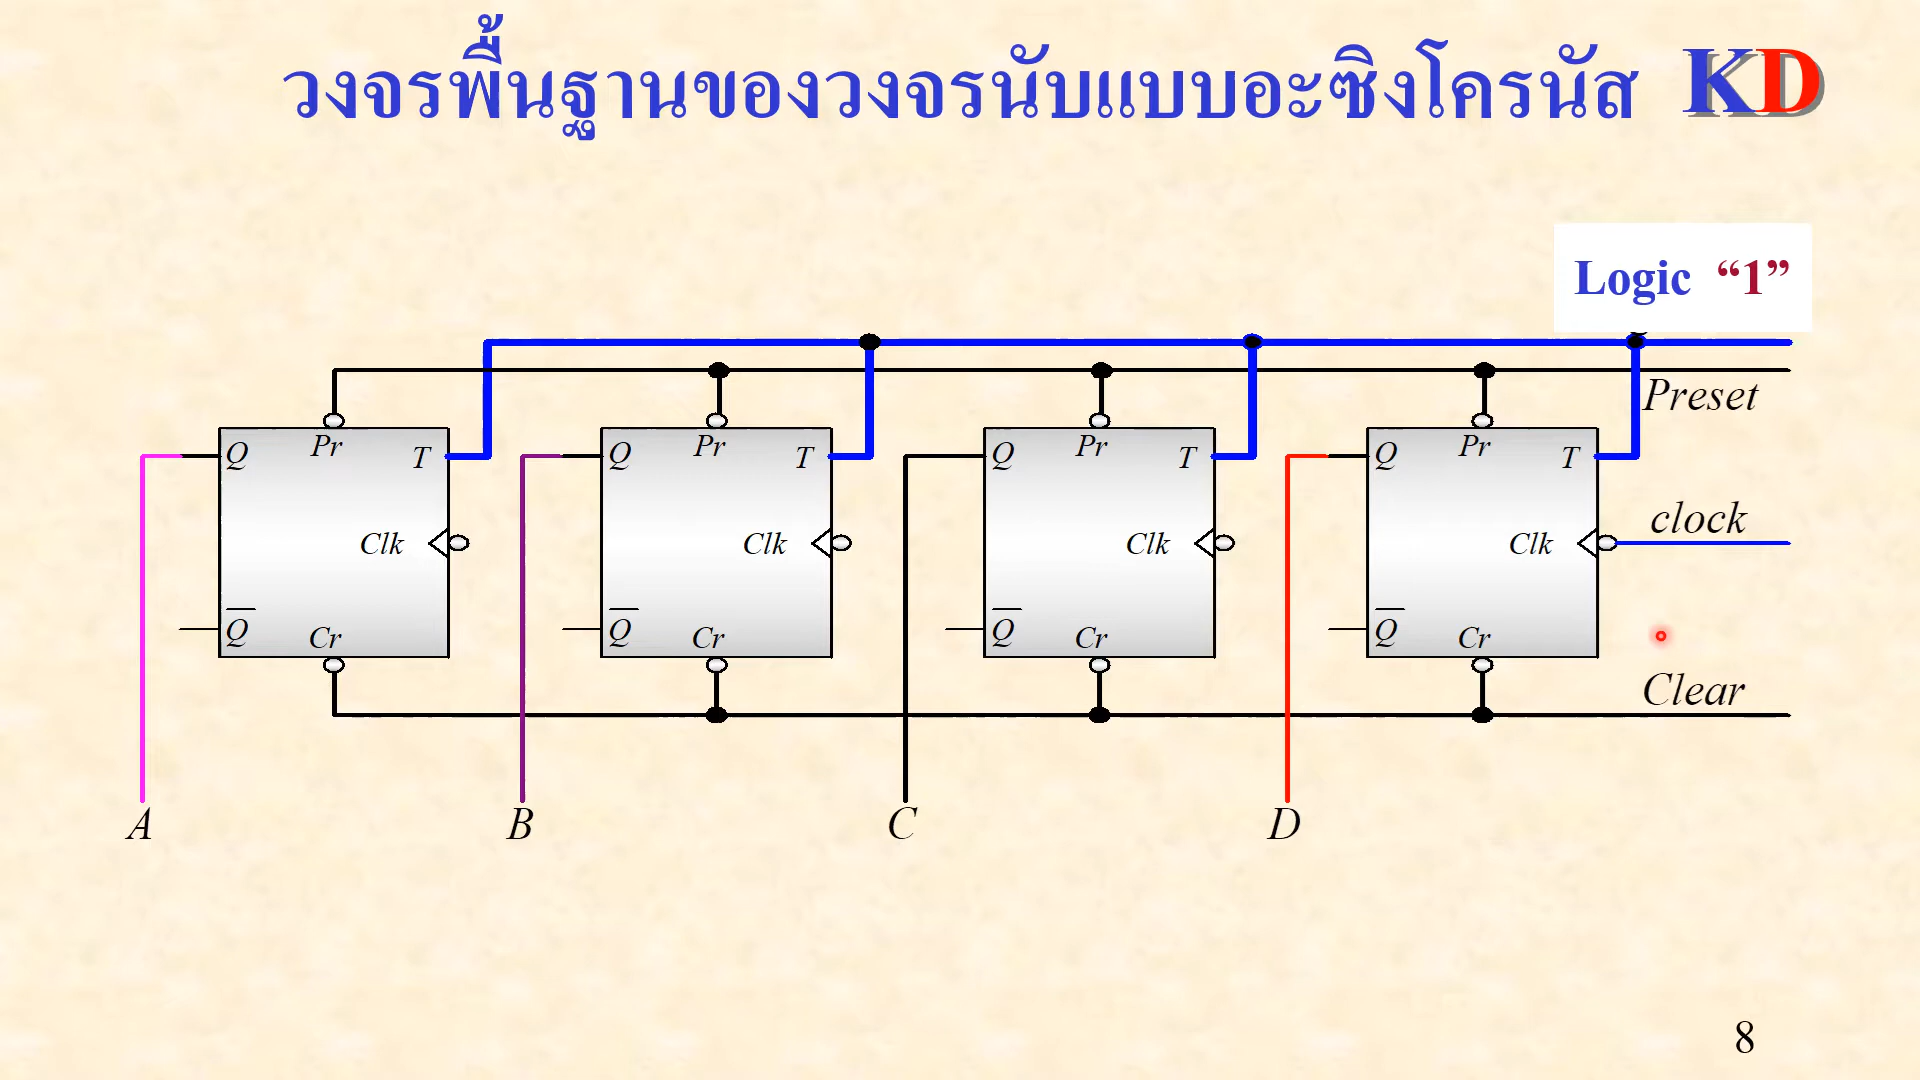 วงจรพื้นฐานของวงจรนับแบบอะซิงโครนัส KD
Logic “1”
Preset
Q Pr T Q Pr T Q Pr T Q Pr T
clock
Clk Clk Clk Clk
Q̅ Cr Q̅ Cr Q̅ Cr Q̅ Cr
Clear
A B C D
8